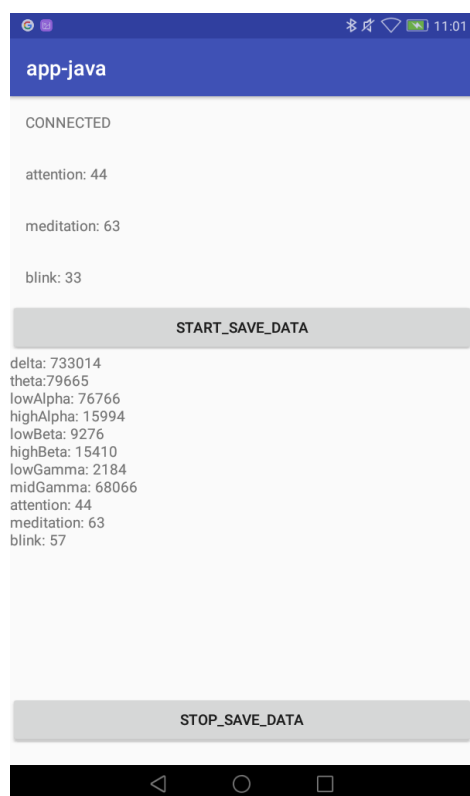 11:01
app-java
CONNECTED
attention: 44
meditation: 63
blink: 33
START_SAVE_DATA
delta: 733014
theta:79665
lowAlpha: 76766
highAlpha: 15994
lowBeta: 9276
highBeta: 15410
lowGamma: 2184
midGamma: 68066
attention: 44
meditation: 63
blink: 57
STOP_SAVE_DATA